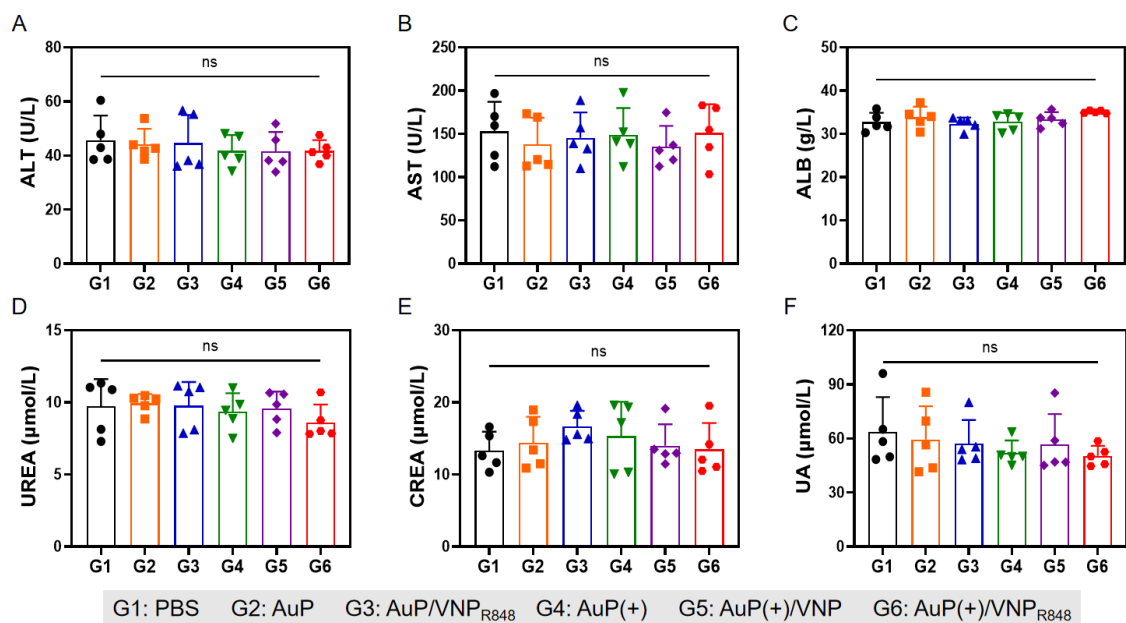 A
ALT (U/L)
80
60
40
20
0
ns
G1 G2 G3 G4 G5 G6
B
AST (U/L)
250
200
150
100
50
0
ns
G1 G2 G3 G4 G5 G6
C
ALB (g/L)
50
40
30
20
10
0
G1 G2 G3 G4 G5 G6
D
UREA (μmol/L)
15
10
5
0
ns
G1 G2 G3 G4 G5 G6
E
CREA (μmol/L)
30
20
10
0
ns
G1 G2 G3 G4 G5 G6
F
UA (μmol/L)
120
90
60
30
0
ns
G1 G2 G3 G4 G5 G6
G1: PBS G2: AuP G3: AuP/VNPR848 G4: AuP(+) G5: AuP(+)/VNP G6: AuP(+)/VNPR848